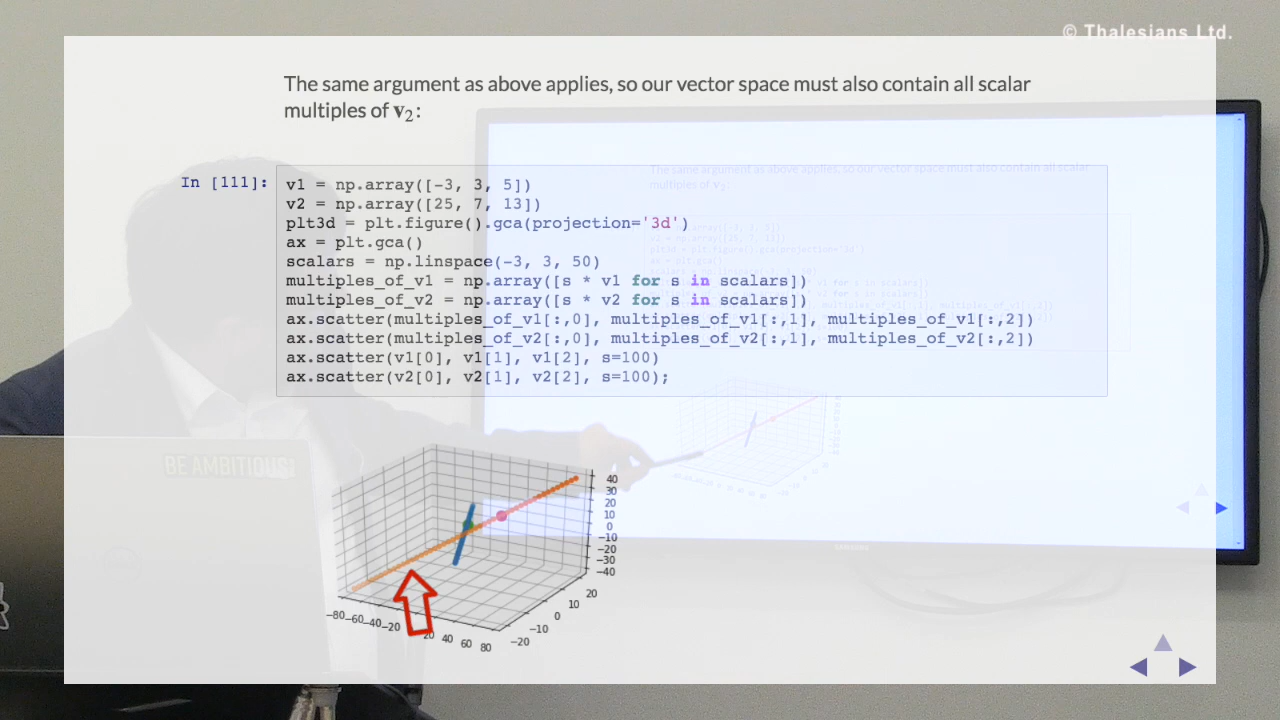 © Thalesians Ltd.
The same argument as above applies, so our vector space must also contain all scalar
multiples of v₂:
In [111]:
v1 = np.array([-3, 3, 5])
v2 = np.array([25, 7, 13])
plt3d = plt.figure().gca(projection='3d')
ax = plt.gca()
scalars = np.linspace(-3, 3, 50)
multiples_of_v1 = np.array([s * v1 for s in scalars])
multiples_of_v2 = np.array([s * v2 for s in scalars])
ax.scatter(multiples_of_v1[:,0], multiples_of_v1[:,1], multiples_of_v1[:,2])
ax.scatter(multiples_of_v2[:,0], multiples_of_v2[:,1], multiples_of_v2[:,2])
ax.scatter(v1[0], v1[1], v1[2], s=100)
ax.scatter(v2[0], v2[1], v2[2], s=100);
BE AMBITIOUS!
40
30
20
10
0
-10
-20
-30
-40
-80 -60 -40 -20 20 40 60 80
-20 -10 0 10 20
SAMSUNG